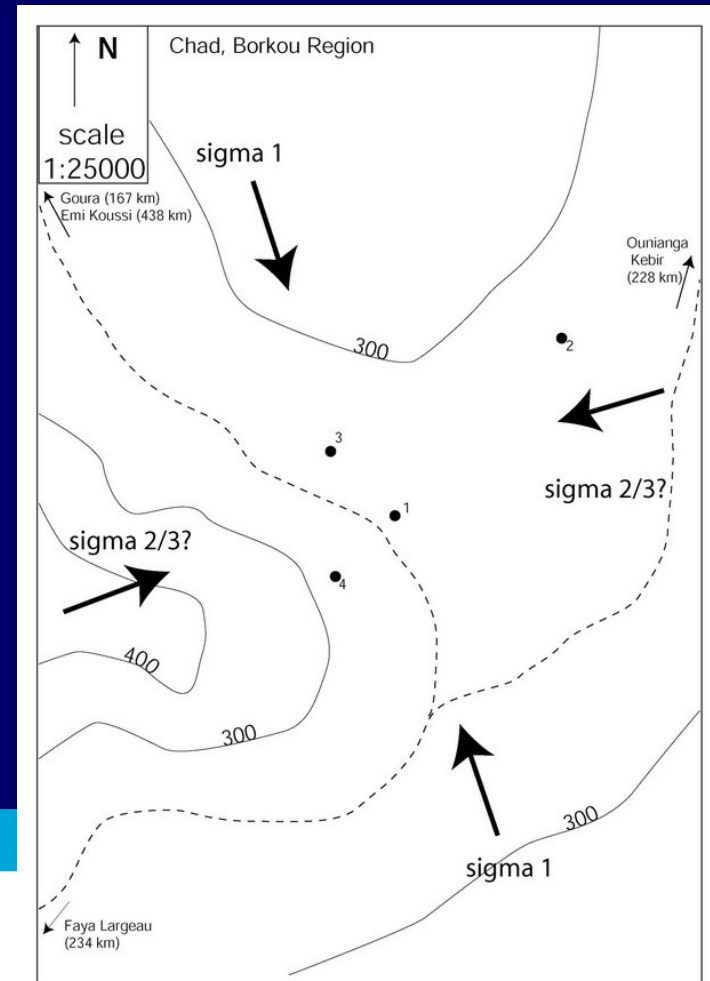 N
Chad, Borkou Region
scale
1:25000
sigma 1
Goura (167 km)
Emi Koussi (438 km)
Ounianga
Kebir
(228 km)
300
2
3
sigma 2/3?
1
sigma 2/3?
4
400
300
300
sigma 1
Faya Largeau
(234 km)